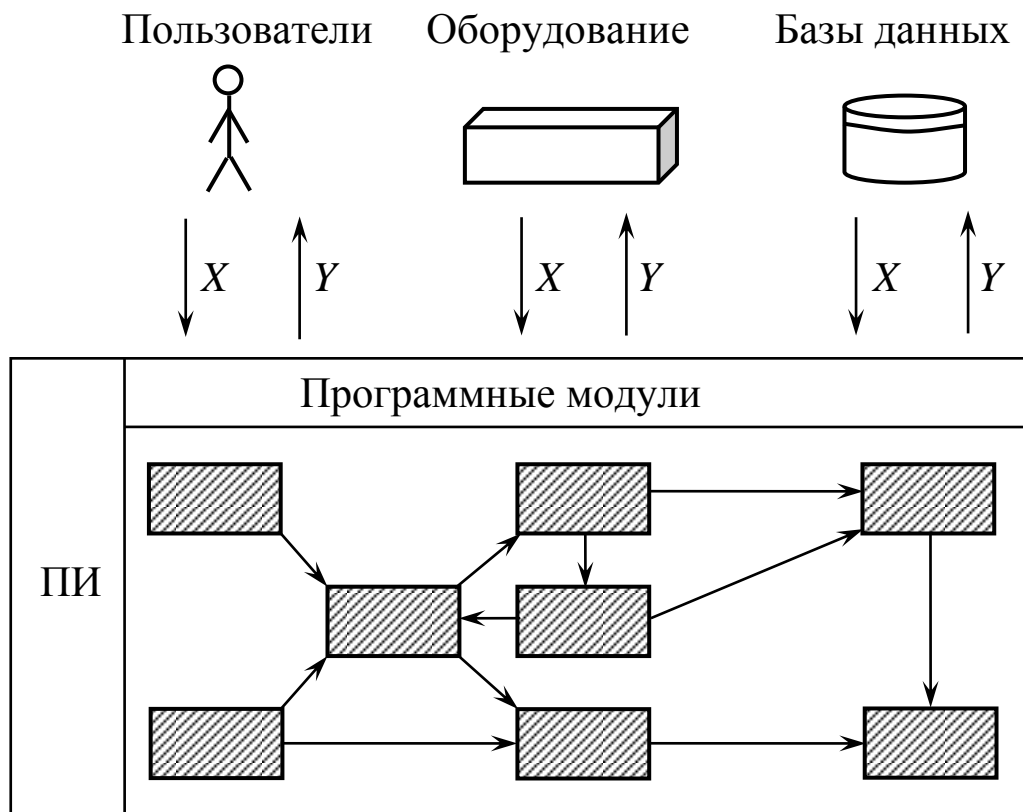 Пользователи Оборудование Базы данных
X Y X Y X Y
Программные модули
ПИ